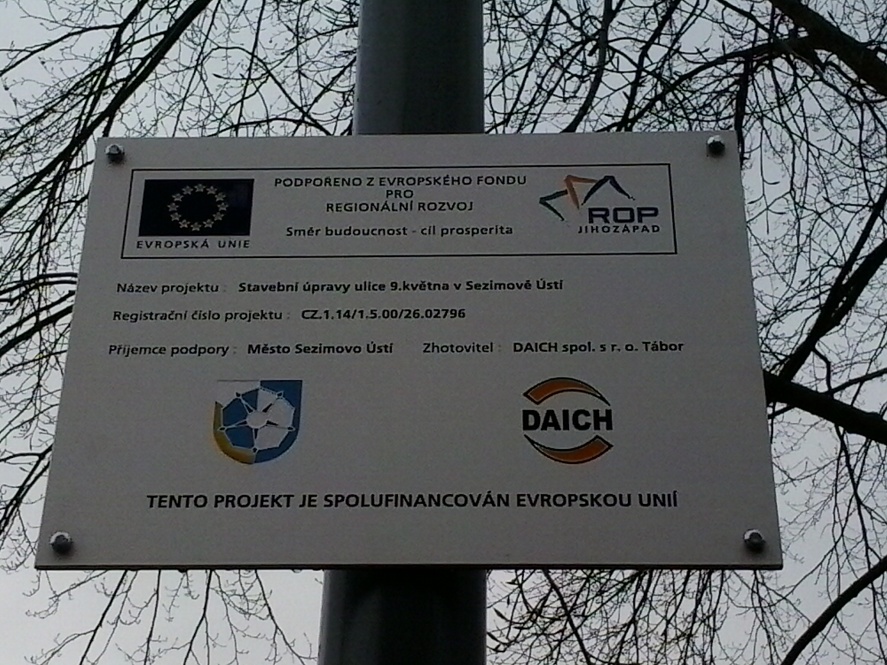 PODPOŘENO Z EVROPSKÉHO FONDU
PRO
REGIONÁLNÍ ROZVOJ
Směr budoucnost - cíl prosperita
EVROPSKÁ UNIE
ROP
JIHOZÁPAD
Název projektu : Stavební úpravy ulice 9.května v Sezimově Ústí
Registrační číslo projektu : CZ.1.14/1.5.00/26.02796
Příjemce podpory : Město Sezimovo Ústí Zhotovitel : DAICH spol. s r. o. Tábor
DAICH
TENTO PROJEKT JE SPOLUFINANCOVÁN EVROPSKOU UNIÍ